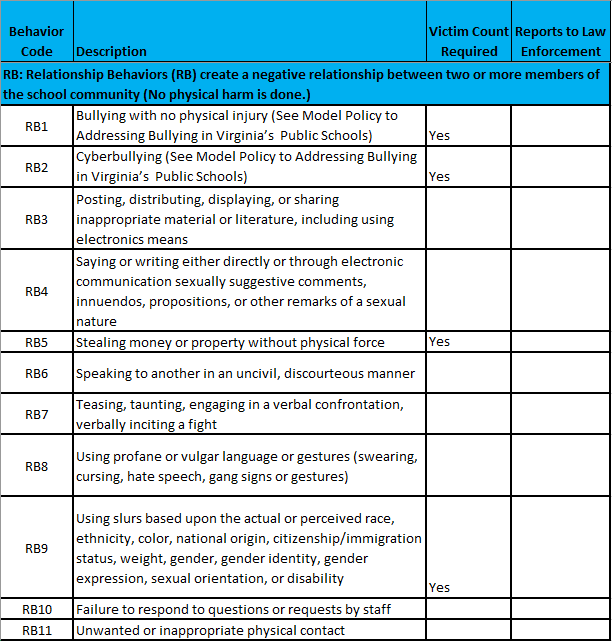 Behavior Code Description Victim Count Required Reports to Law Enforcement
RB: Relationship Behaviors (RB) create a negative relationship between two or more members of
the school community (No physical harm is done.)
RB1 Bullying with no physical injury (See Model Policy to
Addressing Bullying in Virginia's  Public Schools) Yes
RB2 Cyberbullying (See Model Policy to Addressing Bullying
in Virginia's  Public Schools) Yes
RB3 Posting, distributing, displaying, or sharing
inappropriate material or literature, including using
electronics means
RB4 Saying or writing either directly or through electronic
communication sexually suggestive comments,
innuendos, propositions, or other remarks of a sexual
nature
RB5 Stealing money or property without physical force Yes
RB6 Speaking to another in an uncivil, discourteous manner
RB7 Teasing, taunting, engaging in a verbal confrontation,
verbally inciting a fight
RB8 Using profane or vulgar language or gestures (swearing,
cursing, hate speech, gang signs or gestures)
RB9 Using slurs based upon the actual or perceived race,
ethnicity, color, national origin, citizenship/immigration
status, weight, gender, gender identity, gender
expression, sexual orientation, or disability Yes
RB10 Failure to respond to questions or requests by staff
RB11 Unwanted or inappropriate physical contact